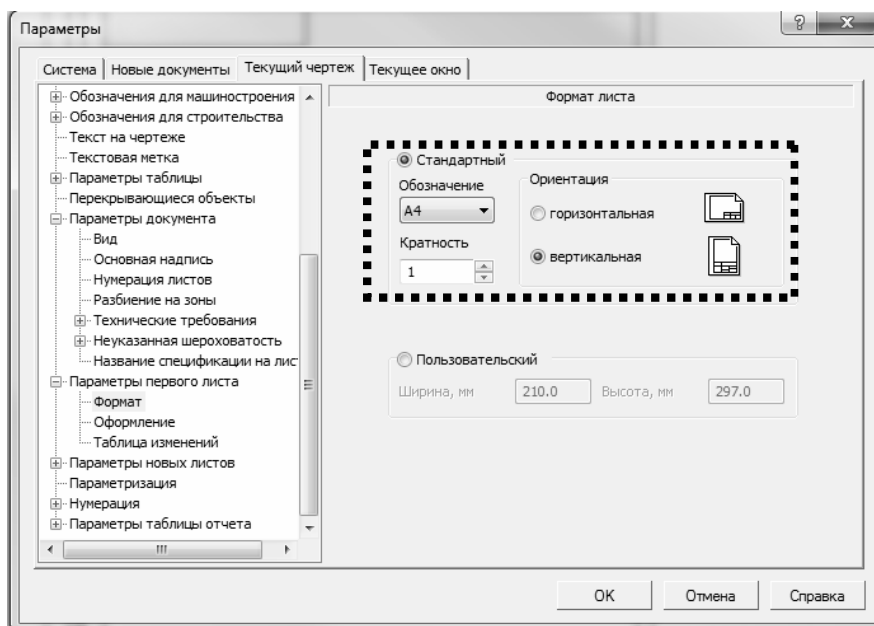 Параметры
Система Новые документы Текущий чертеж Текущее окно
Обозначения для машиностроения
Обозначения для строительства
Текст на чертеже
Текстовая метка
Параметры таблицы
Перекрывающиеся объекты
Параметры документа
Вид
Основная надпись
Нумерация листов
Разбиение на зоны
Технические требования
Неуказанная шероховатость
Название спецификации на лис
Параметры первого листа
Формат
Оформление
Таблица изменений
Параметры новых листов
Параметризация
Нумерация
Параметры таблицы отчета
Формат листа
Стандартный
Обозначение
A4
Кратность
1
Ориентация
горизонтальная
вертикальная
Пользовательский
Ширина, мм 210.0 Высота, мм 297.0
OK Отмена Справка